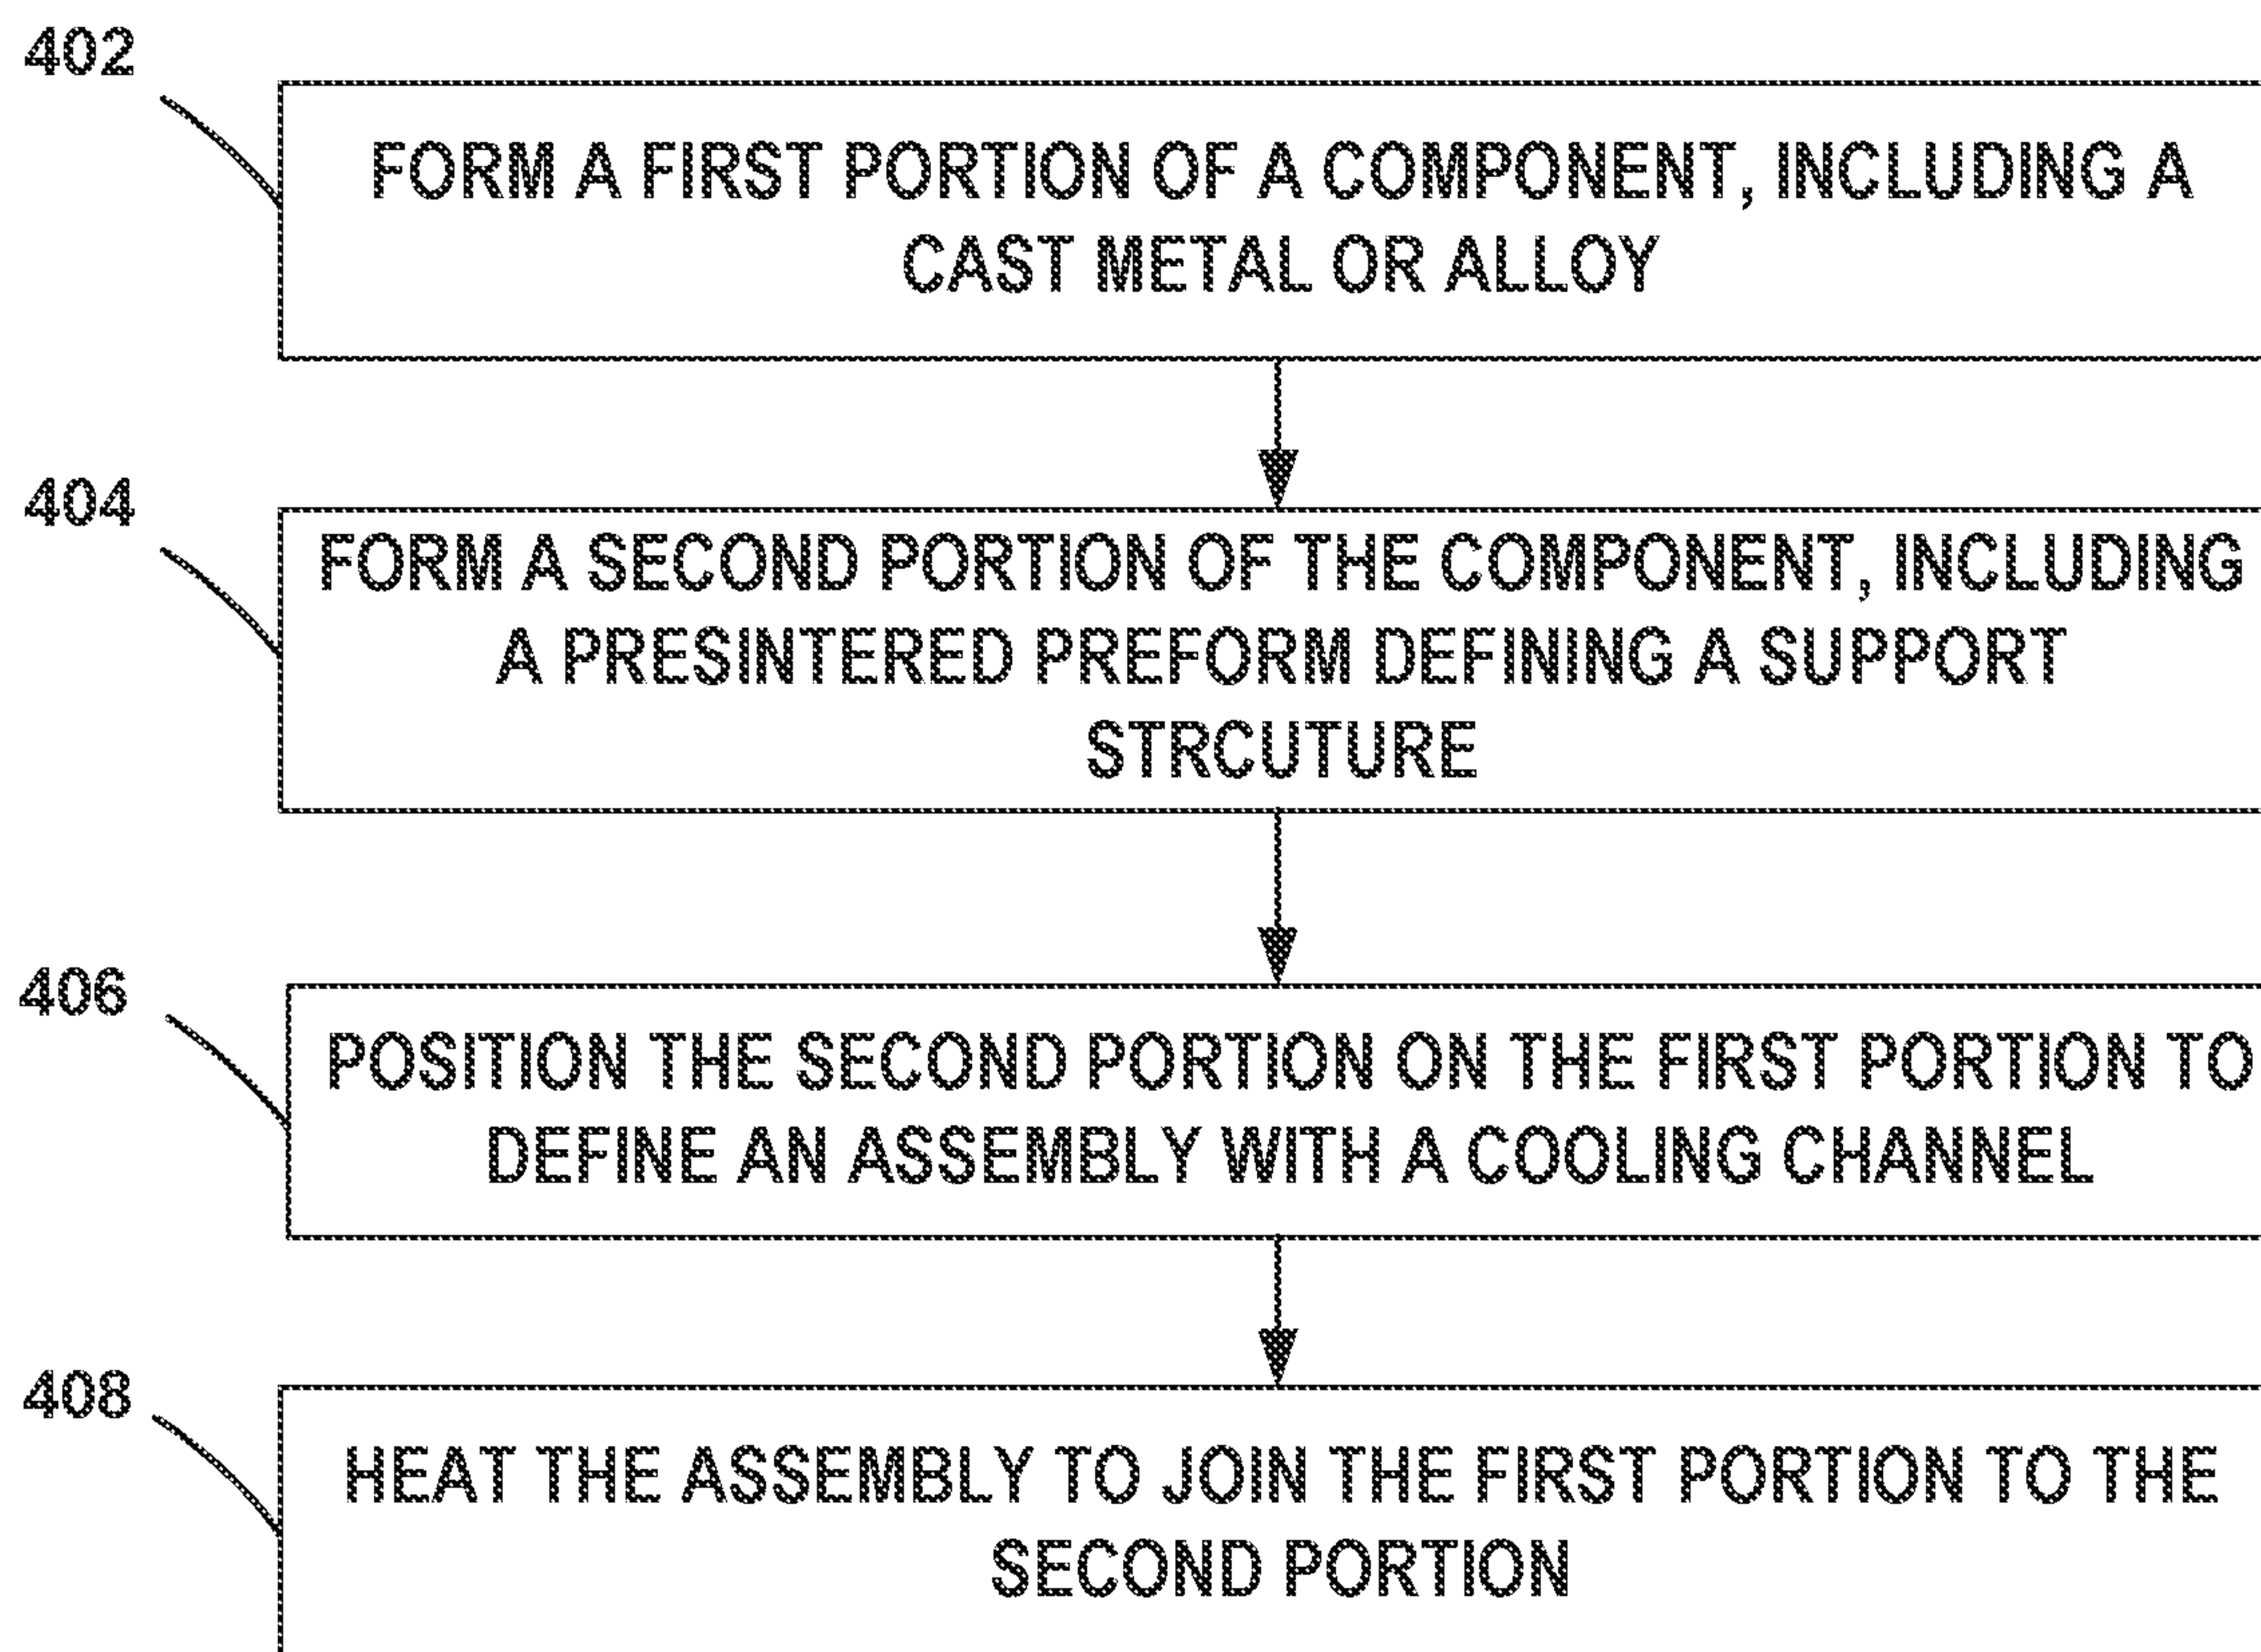 402
FORM A FIRST PORTION OF A COMPONENT, INCLUDING A
CAST METAL OR ALLOY
404
FORM A SECOND PORTION OF THE COMPONENT, INCLUDING
A PRESINTERED PREFORM DEFINING A SUPPORT
STRCUTURE
406
POSITION THE SECOND PORTION ON THE FIRST PORTION TO
DEFINE AN ASSEMBLY WITH A COOLING CHANNEL
408
HEAT THE ASSEMBLY TO JOIN THE FIRST PORTION TO THE
SECOND PORTION